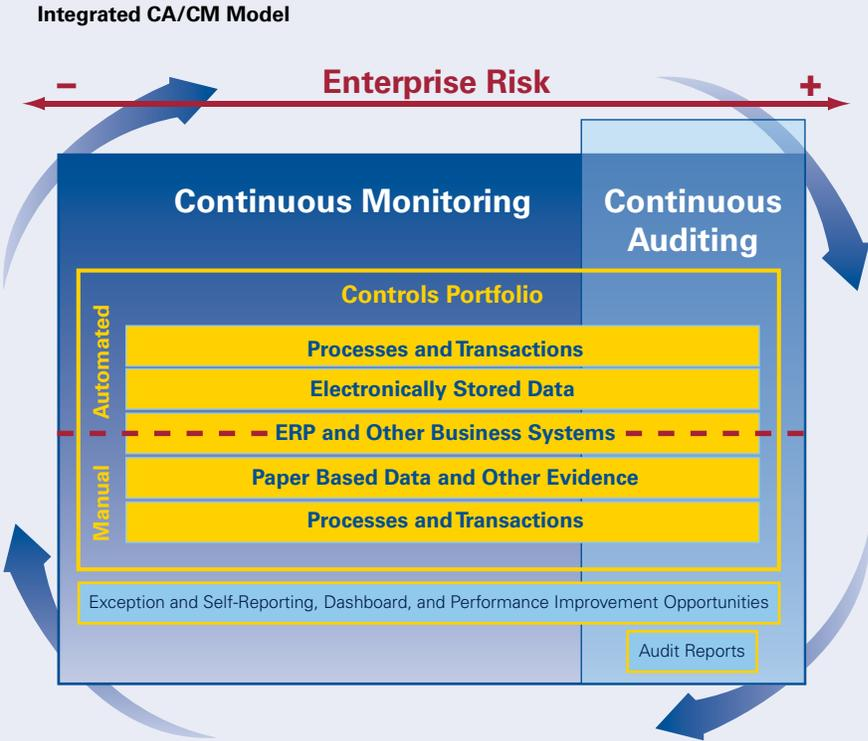 Integrated CA/CM Model
– Enterprise Risk +
Continuous Monitoring
Continuous
Auditing
Controls Portfolio
Automated
Processes and Transactions
Electronically Stored Data
ERP and Other Business Systems
Manual
Paper Based Data and Other Evidence
Processes and Transactions
Exception and Self-Reporting, Dashboard, and Performance Improvement Opportunities
Audit Reports